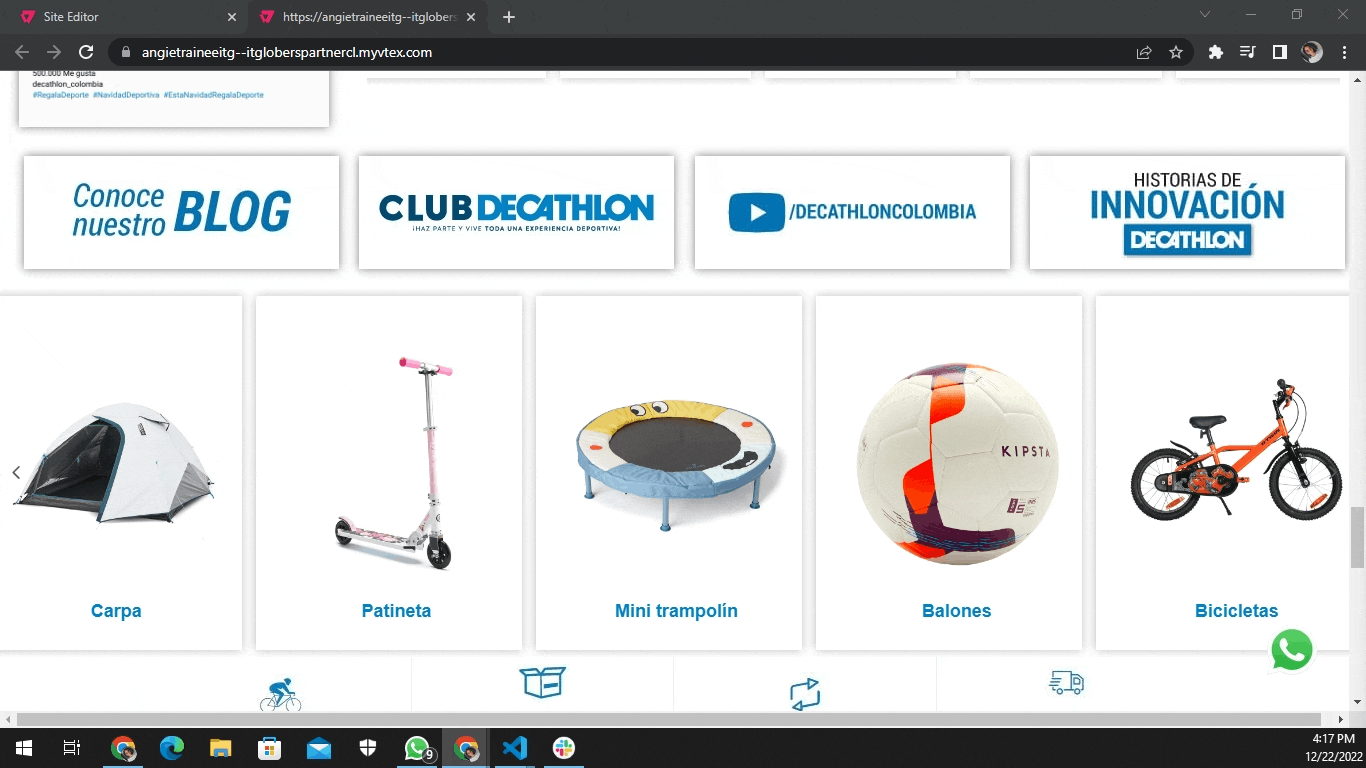 Site Editor
https://angietraineeitg--itglobers
angietraineeitg--itgloberspartnercl.myvtex.com
500.000 Me gusta
decathlon_colombia
#RegalaDeporte #NavidadDeportiva #EstaNavidadRegalaDeporte
Conoce
nuestro BLOG
CLUB DECATHLON
¡HAZ PARTE Y VIVE TODA UNA EXPERIENCIA DEPORTIVA!
/DECATHLONCOLOMBIA
HISTORIAS DE
INNOVACIÓN
DECATHLON
KIPSTA
5
Carpa
Patineta
Mini trampolín
Balones
Bicicletas
9
4:17 PM
12/22/2022